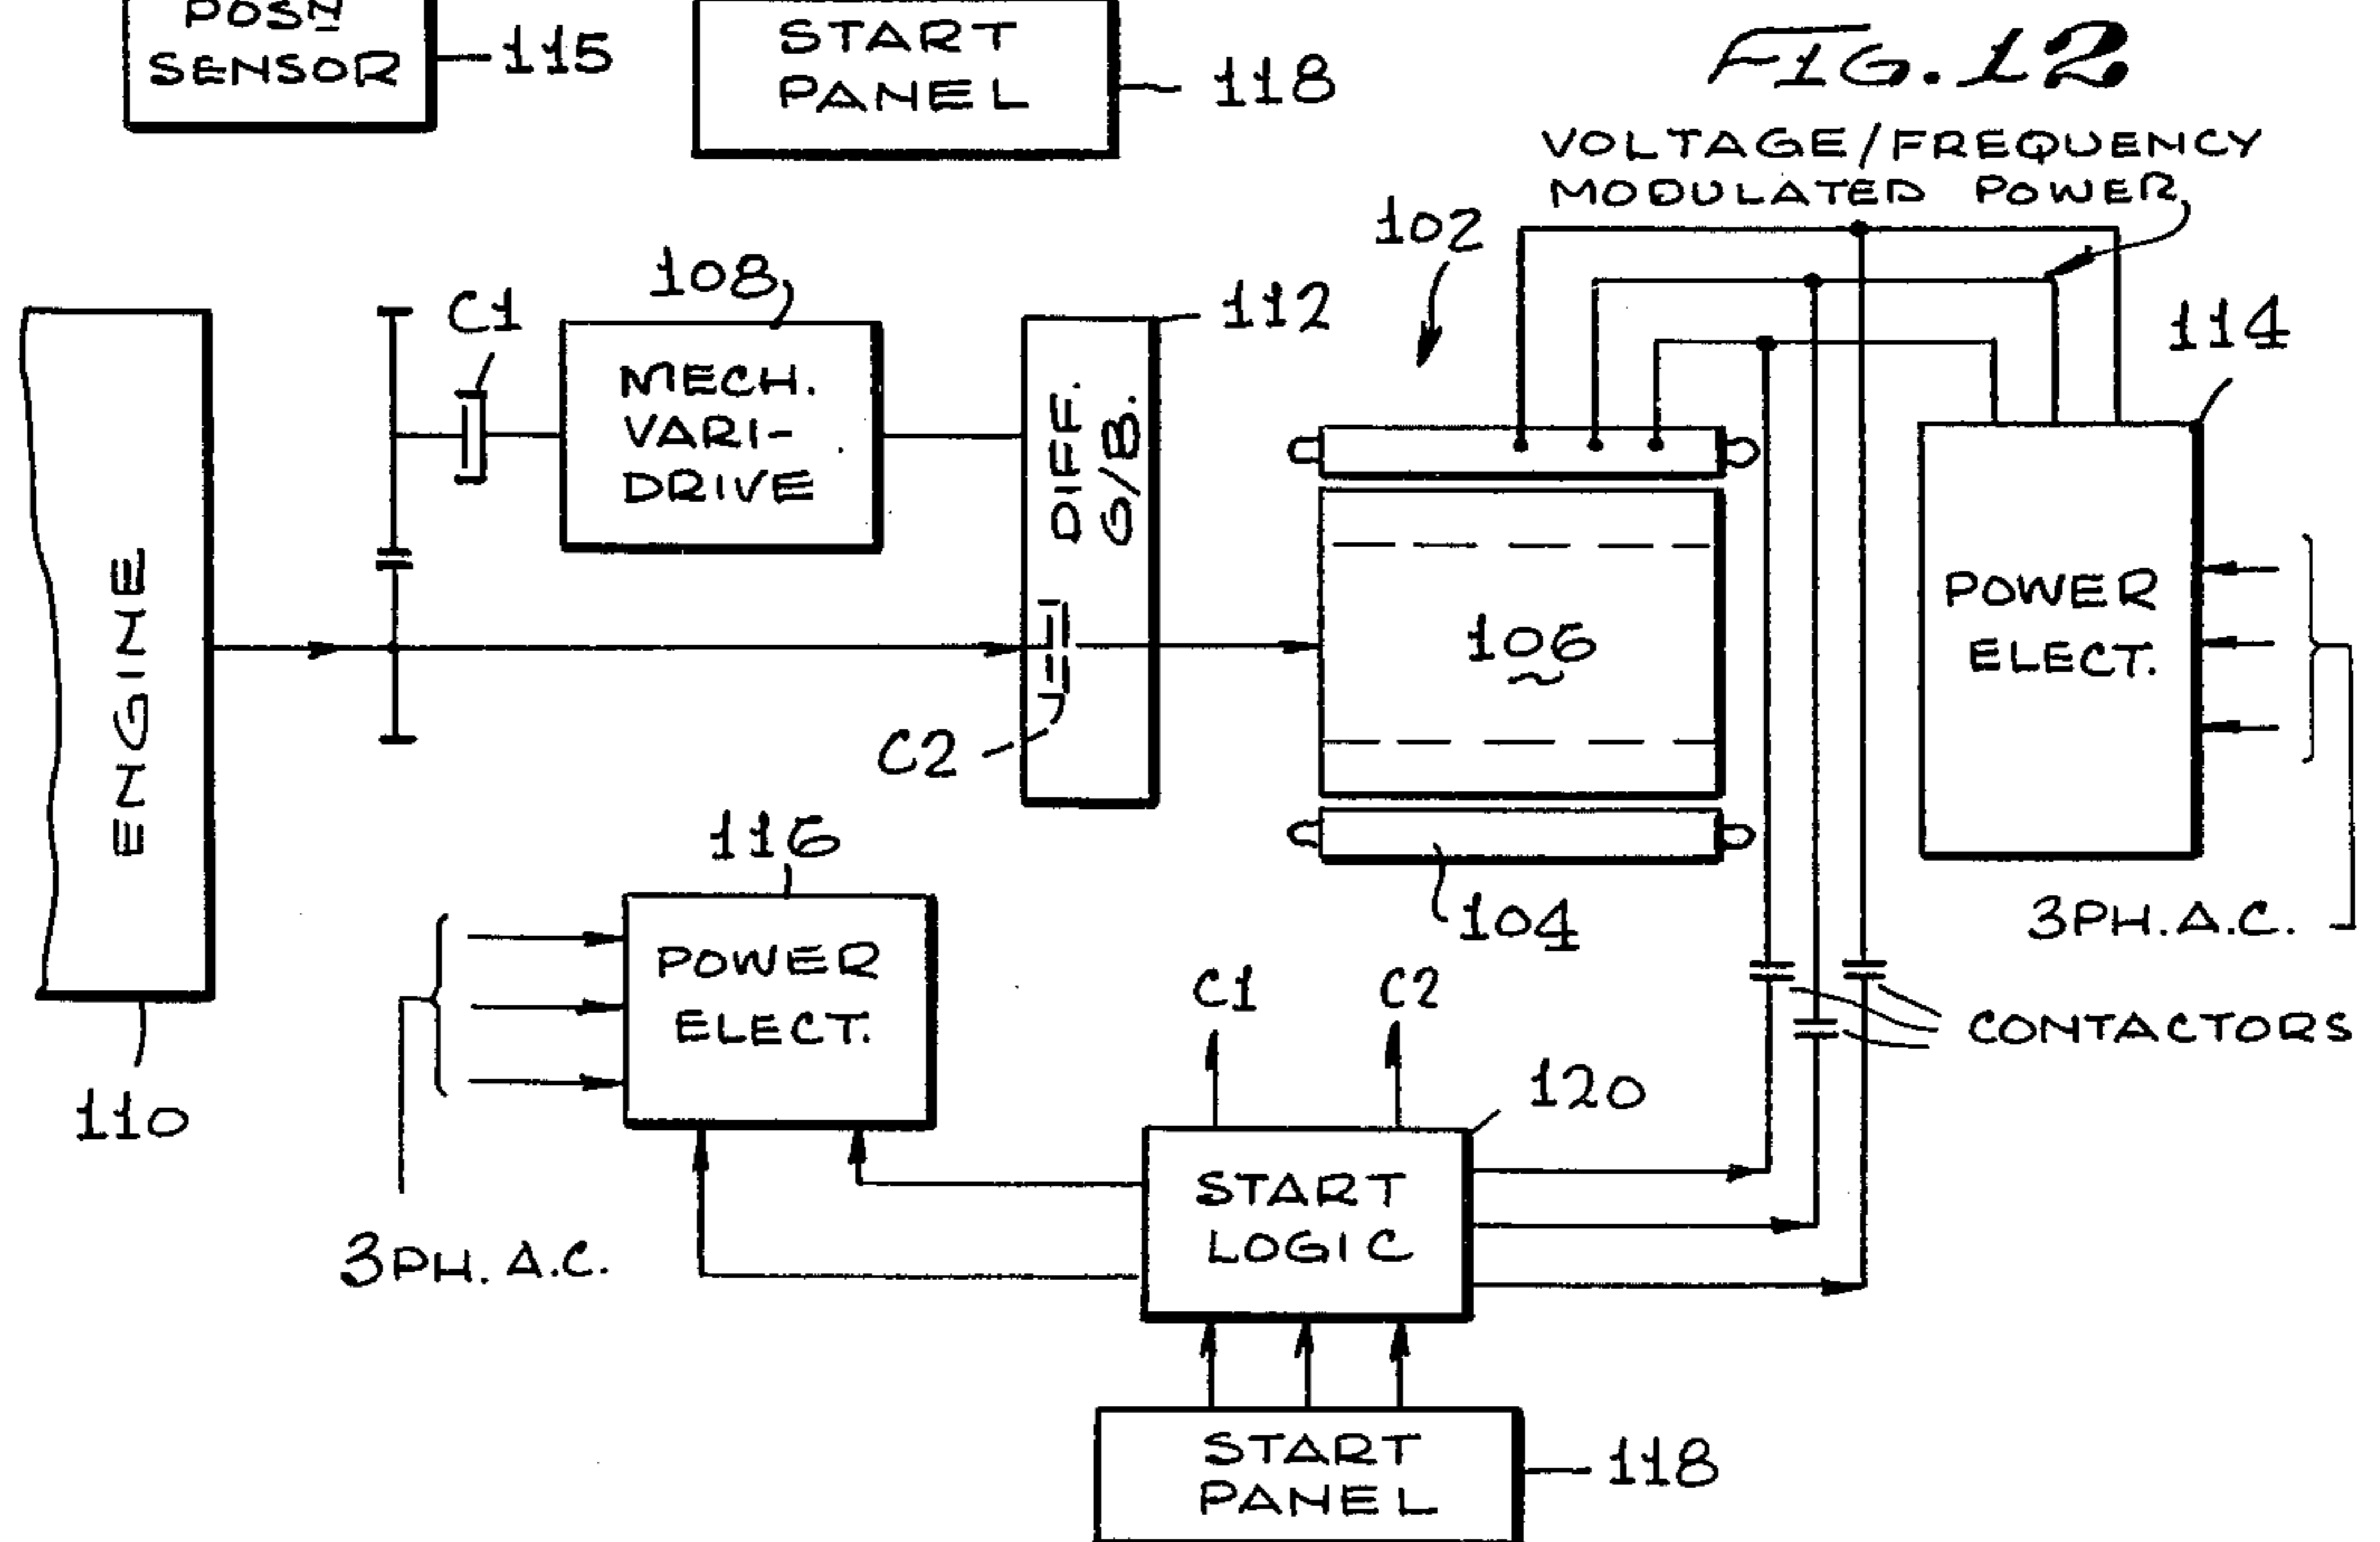 POSN
SENSOR
115
START
PANEL
118
FIG. 12
VOLTAGE/FREQUENCY
MODULATED POWER
102
108
C1
112
114
MECH.
VARI-
DRIVE
DIFF.
G/B.
ENGINE
106
POWER
ELECT.
C2
116
104
3PH. A.C.
POWER
ELECT.
C1
C2
CONTACTORS
110
120
START
LOGIC
3PH. A.C.
START
PANEL
118